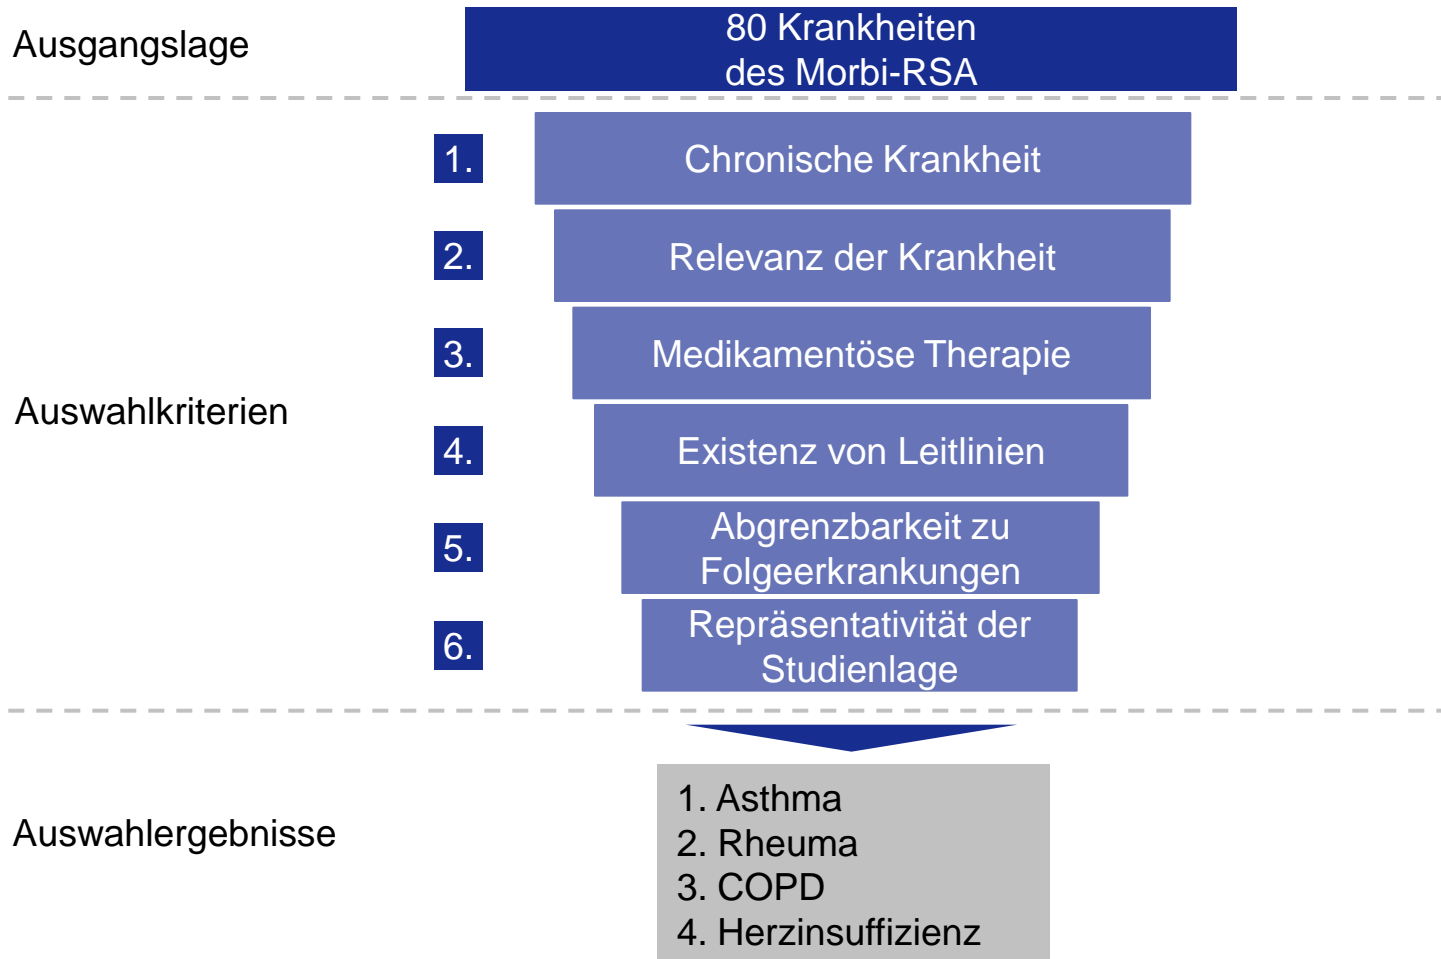 Ausgangslage
80 Krankheiten
des Morbi-RSA
1. Chronische Krankheit
2. Relevanz der Krankheit
3. Medikamentöse Therapie
Auswahlkriterien
4. Existenz von Leitlinien
5. Abgrenzbarkeit zu
Folgeerkrankungen
6. Repräsentativität der
Studienlage
Auswahlergebnisse
1. Asthma
2. Rheuma
3. COPD
4. Herzinsuffizienz